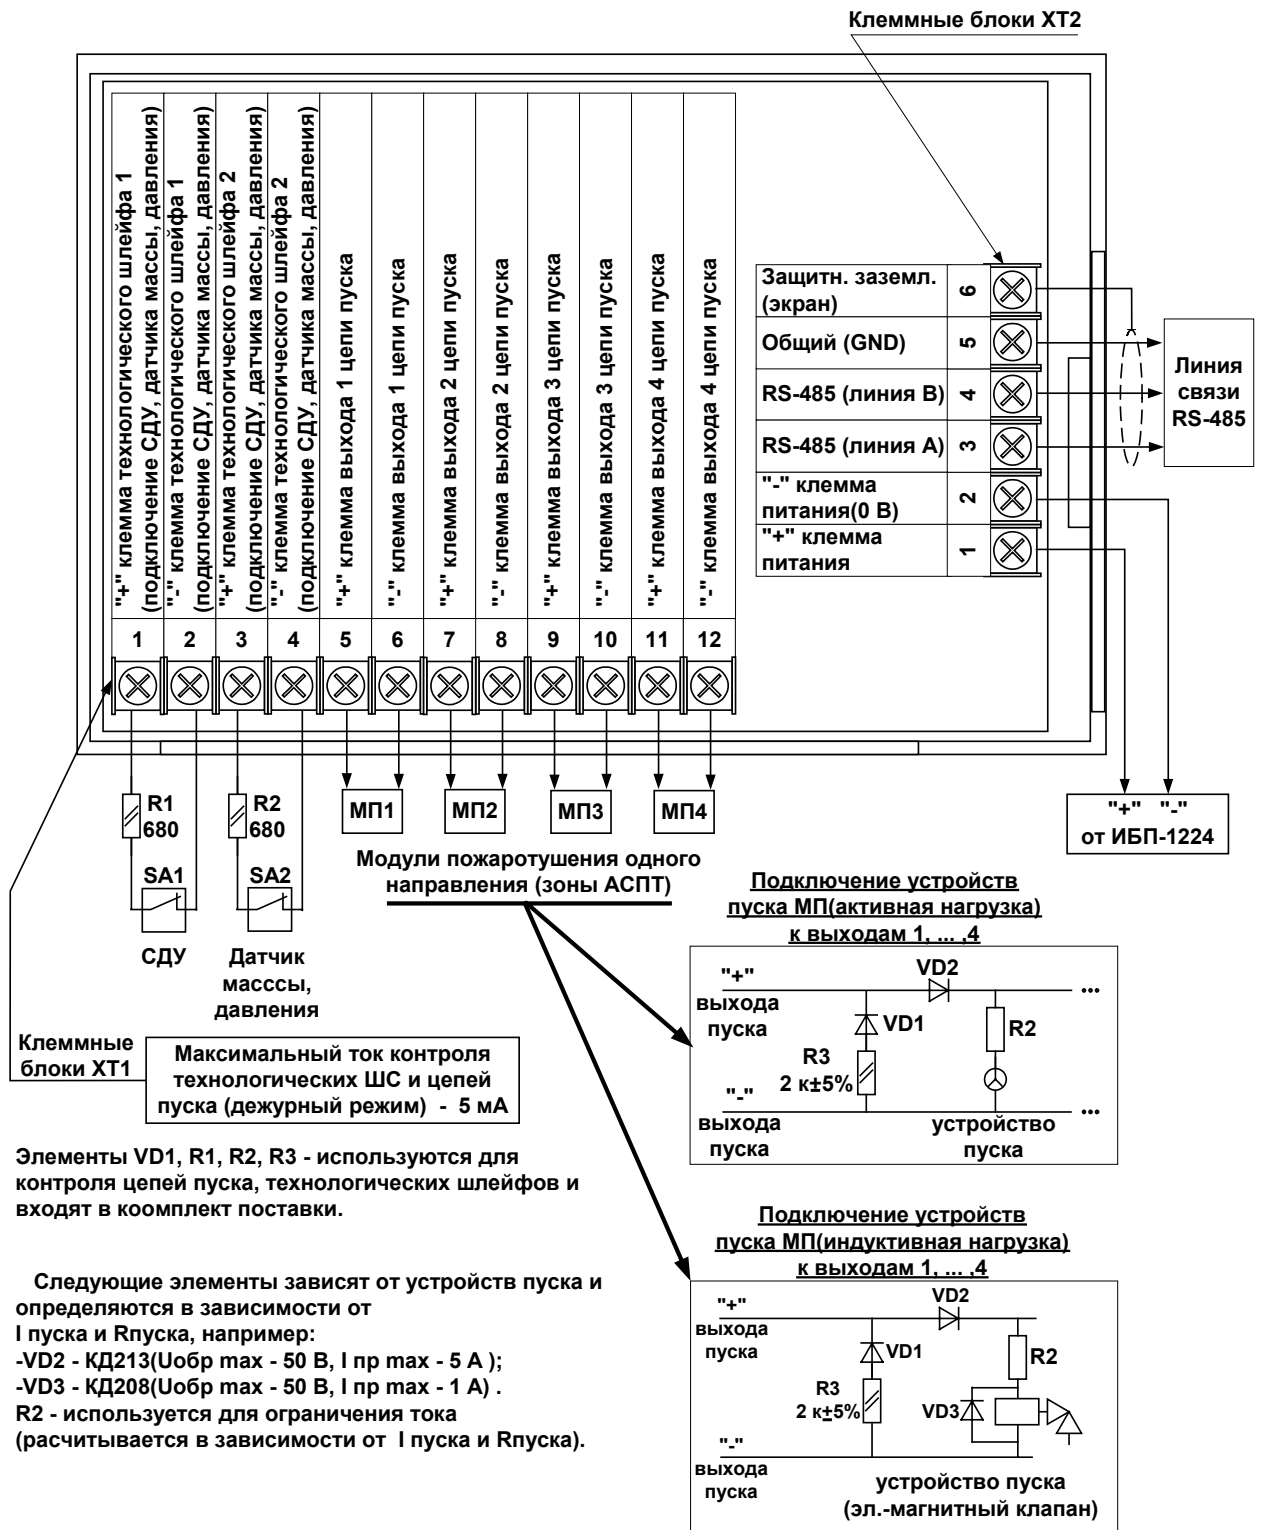 Клеммные блоки XT2
"+" клемма технологического шлейфа 1
(подключение СДУ, датчика массы, давления)
"-" клемма технологического шлейфа 1
(подключение СДУ, датчика массы, давления)
"+" клемма технологического шлейфа 2
(подключение СДУ, датчика массы, давления)
"-" клемма технологического шлейфа 2
(подключение СДУ, датчика массы, давления)
"+" клемма выхода 1 цепи пуска
"-" клемма выхода 1 цепи пуска
"+" клемма выхода 2 цепи пуска
"-" клемма выхода 2 цепи пуска
"+" клемма выхода 3 цепи пуска
"-" клемма выхода 3 цепи пуска
"+" клемма выхода 4 цепи пуска
"-" клемма выхода 4 цепи пуска
1 2 3 4 5 6 7 8 9 10 11 12
Защитн. заземл.
(экран)
6
Общий (GND)
5
RS-485 (линия B)
4
RS-485 (линия A)
3
"-" клемма
питания(0 В)
2
"+" клемма
питания
1
Линия
связи
RS-485
"+" "-"
от ИБП-1224
R1
680
R2
680
SA1
SA2
СДУ
Датчик
масссы,
давления
МП1
МП2
МП3
МП4
Модули пожаротушения одного
направления (зоны АСПТ)
Клеммные
блоки XT1
Максимальный ток контроля
технологических ШС и цепей
пуска (дежурный режим) - 5 мА
Подключение устройств
пуска МП(активная нагрузка)
к выходам 1, ... ,4
"+"
выхода
пуска
VD2
...
VD1
R2
R3
2 к±5%
"-"
выхода
пуска
...
устройство
пуска
Элементы VD1, R1, R2, R3 - используются для
контроля цепей пуска, технологических шлейфов и
входят в коомплект поставки.
Следующие элементы зависят от устройств пуска и
определяются в зависимости от
I пуска и Rпуска, например:
-VD2 - КД213(Uобр max - 50 В, I пр max - 5 А );
-VD3 - КД208(Uобр max - 50 В, I пр max - 1 А) .
R2 - используется для ограничения тока
(расчитывается в зависимости от I пуска и Rпуска).
Подключение устройств
пуска МП(индуктивная нагрузка)
к выходам 1, ... ,4
"+"
выхода
пуска
VD2
VD1
R2
R3
2 к±5%
VD3
"-"
выхода
пуска
устройство пуска
(эл.-магнитный клапан)